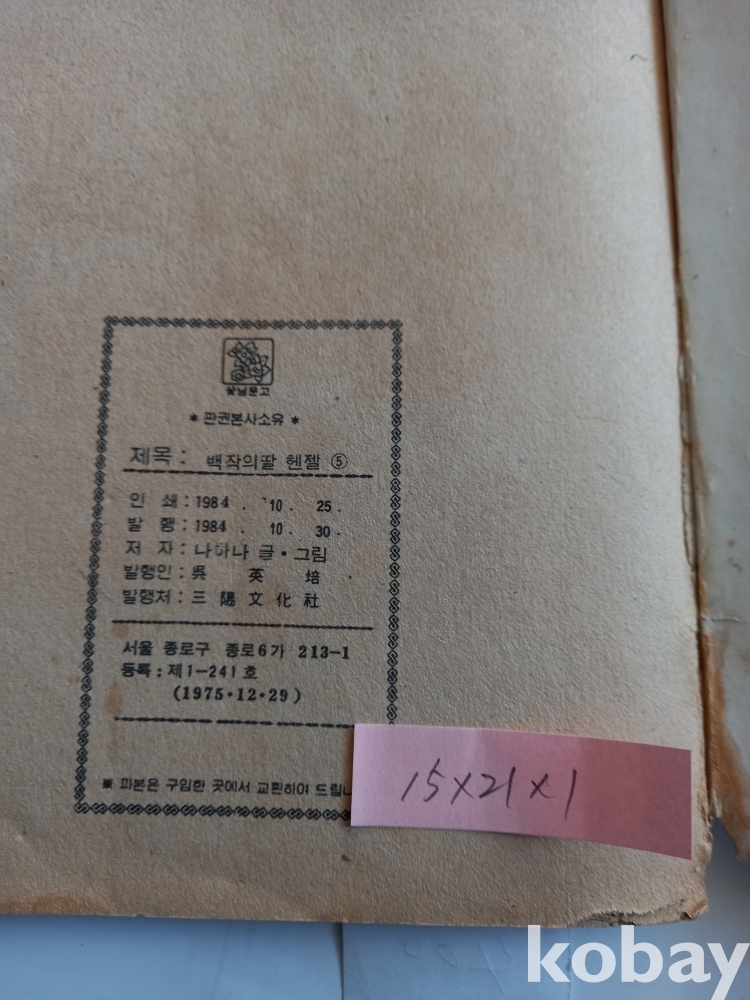 꽃님문고
* 판권본사소유 *
제목: 백작의딸 헨젤 ⑤
인 쇄:1984. 10. 25.
발 행:1984. 10. 30.
저 자:나하나 글·그림
발행인:吳 英 培
발행처:三陽文化社
서울 종로구 종로6가 213-1
등록:제1-241호
(1975·12·29)
※ 파본은 구입한 곳에서 교환하여 드립니
15×21×1
kobay